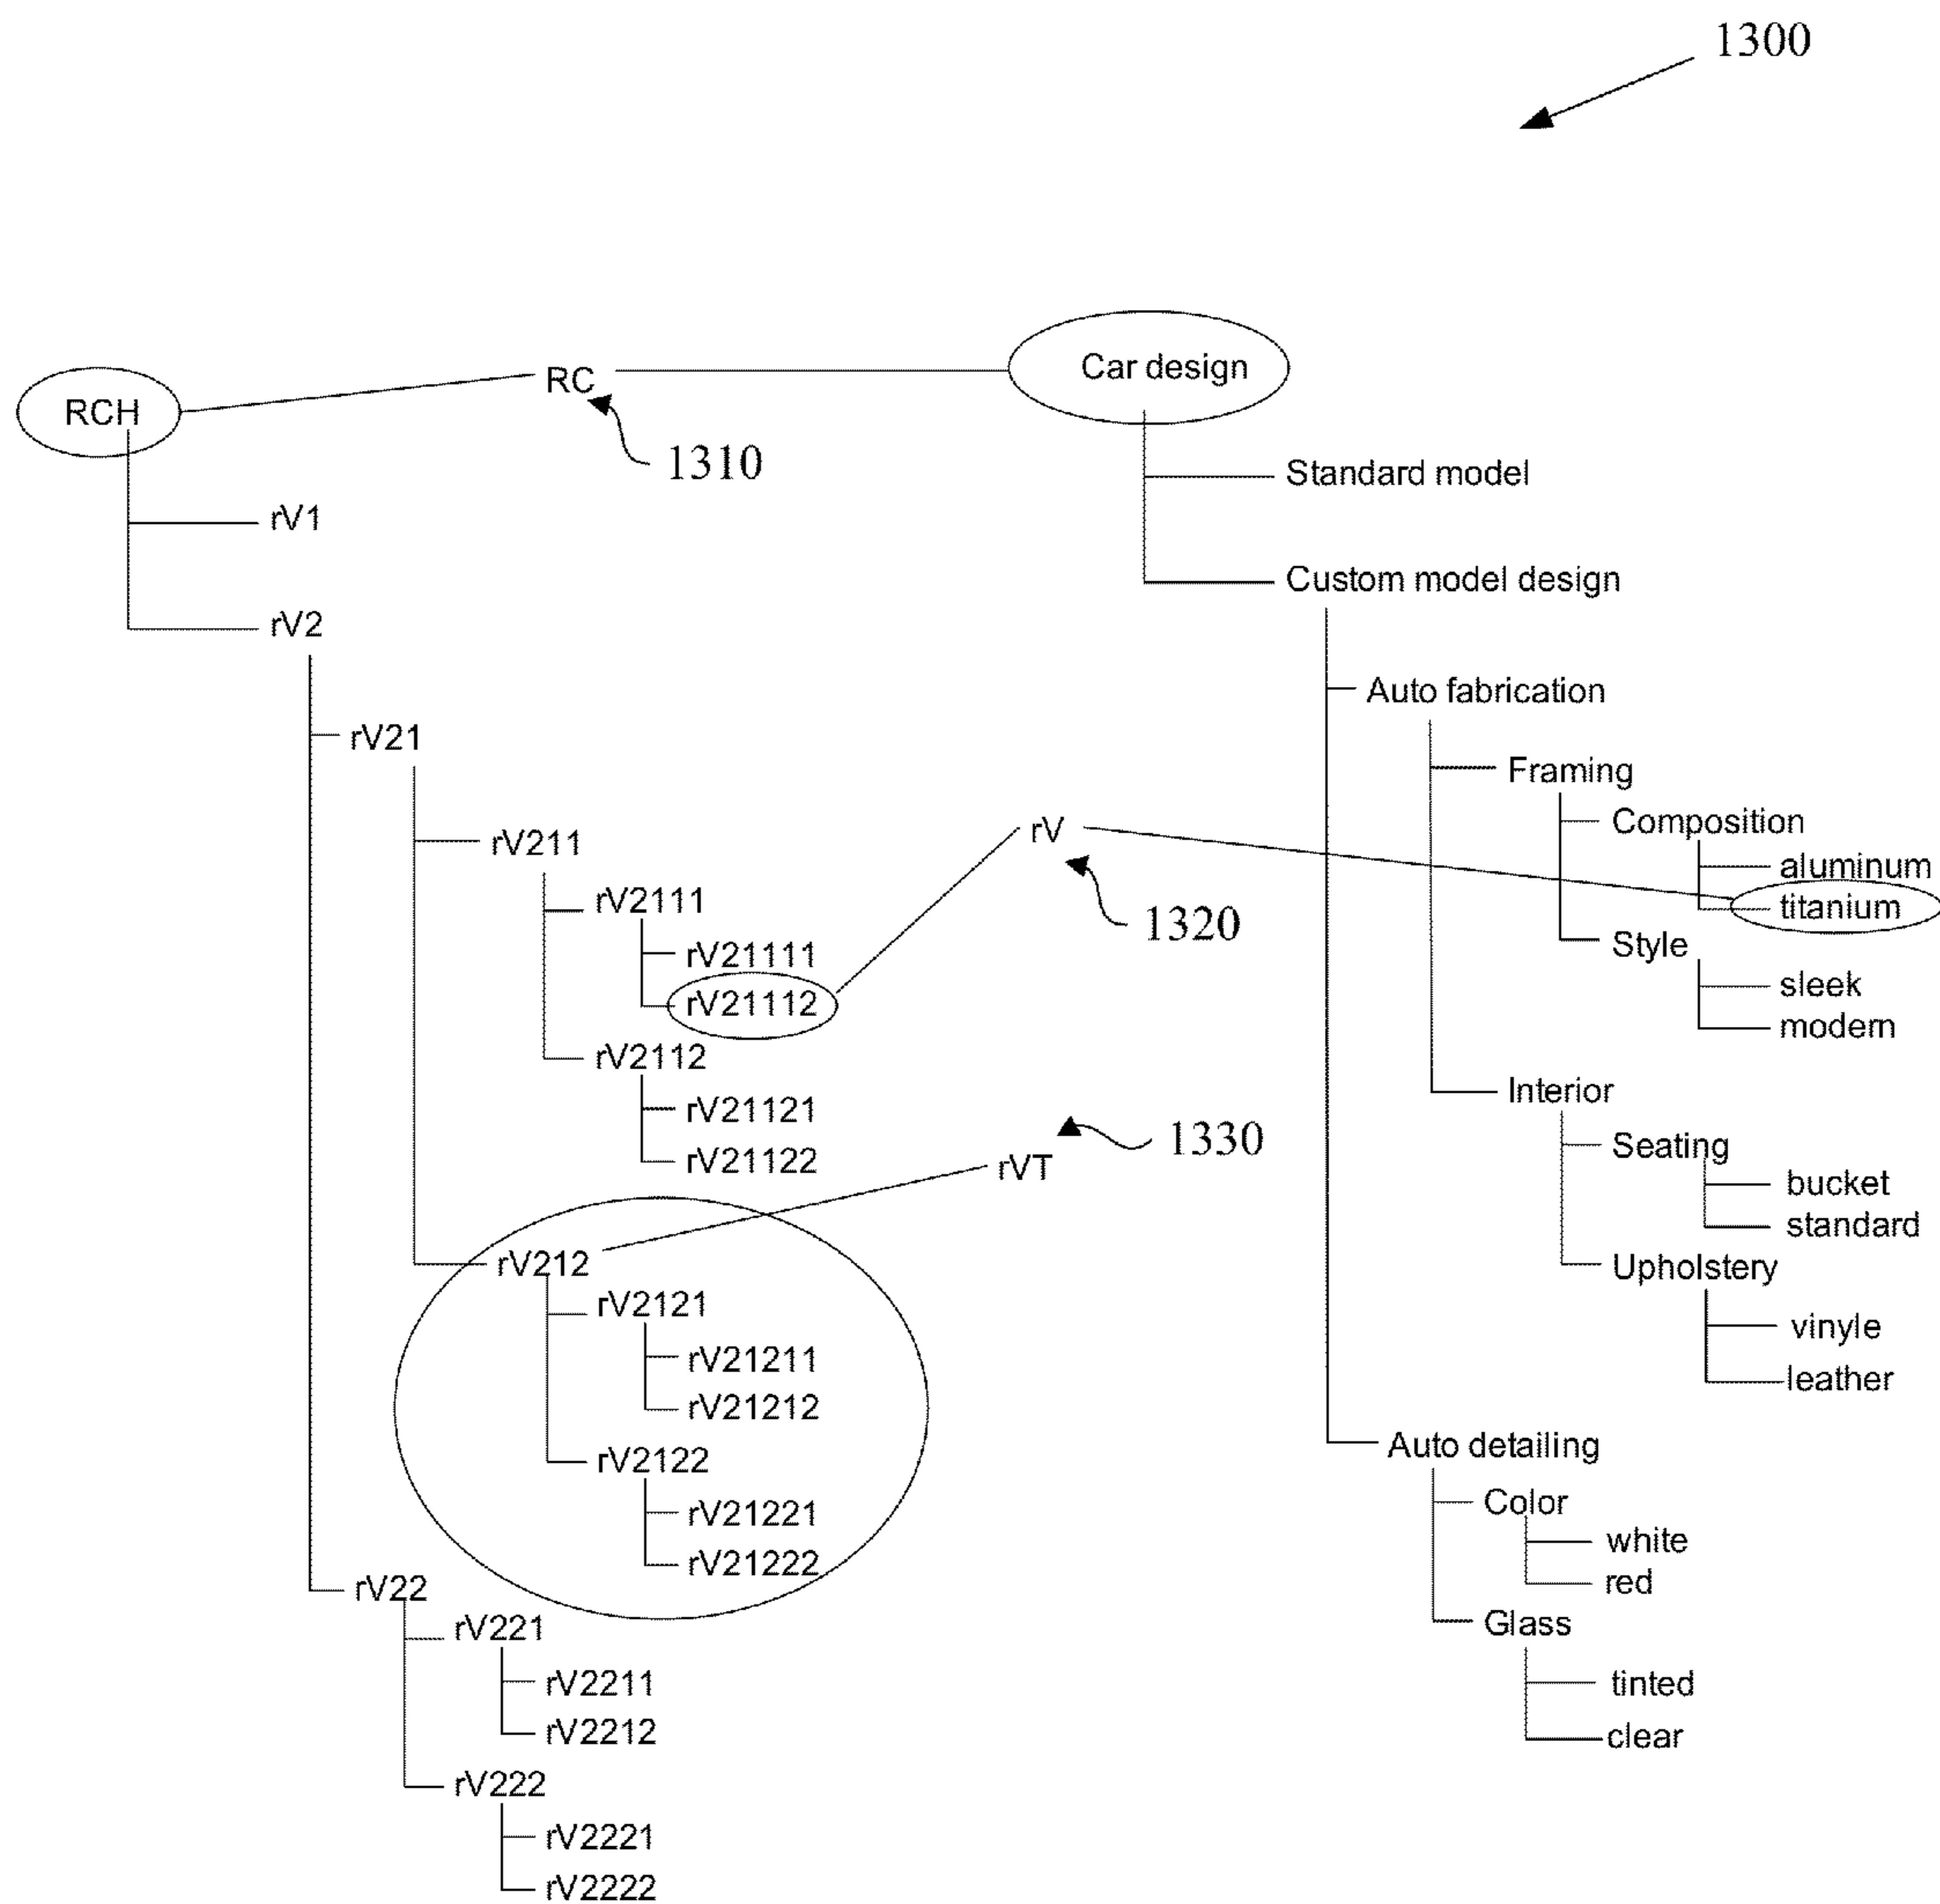 1300
RCH
RC
1310
rV1
rV2
rV21
rV211
rV2111
rV21111
rV21112
rV2112
rV21121
rV21122
rV212
rV2121
rV21211
rV21212
rV2122
rV21221
rV21222
rV22
rV221
rV2211
rV2212
rV222
rV2221
rV2222
rV
1320
rVT
1330
Car design
Standard model
Custom model design
Auto fabrication
Framing
Composition
aluminum
titanium
Style
sleek
modern
Interior
Seating
bucket
standard
Upholstery
vinyle
leather
Auto detailing
Color
white
red
Glass
tinted
clear